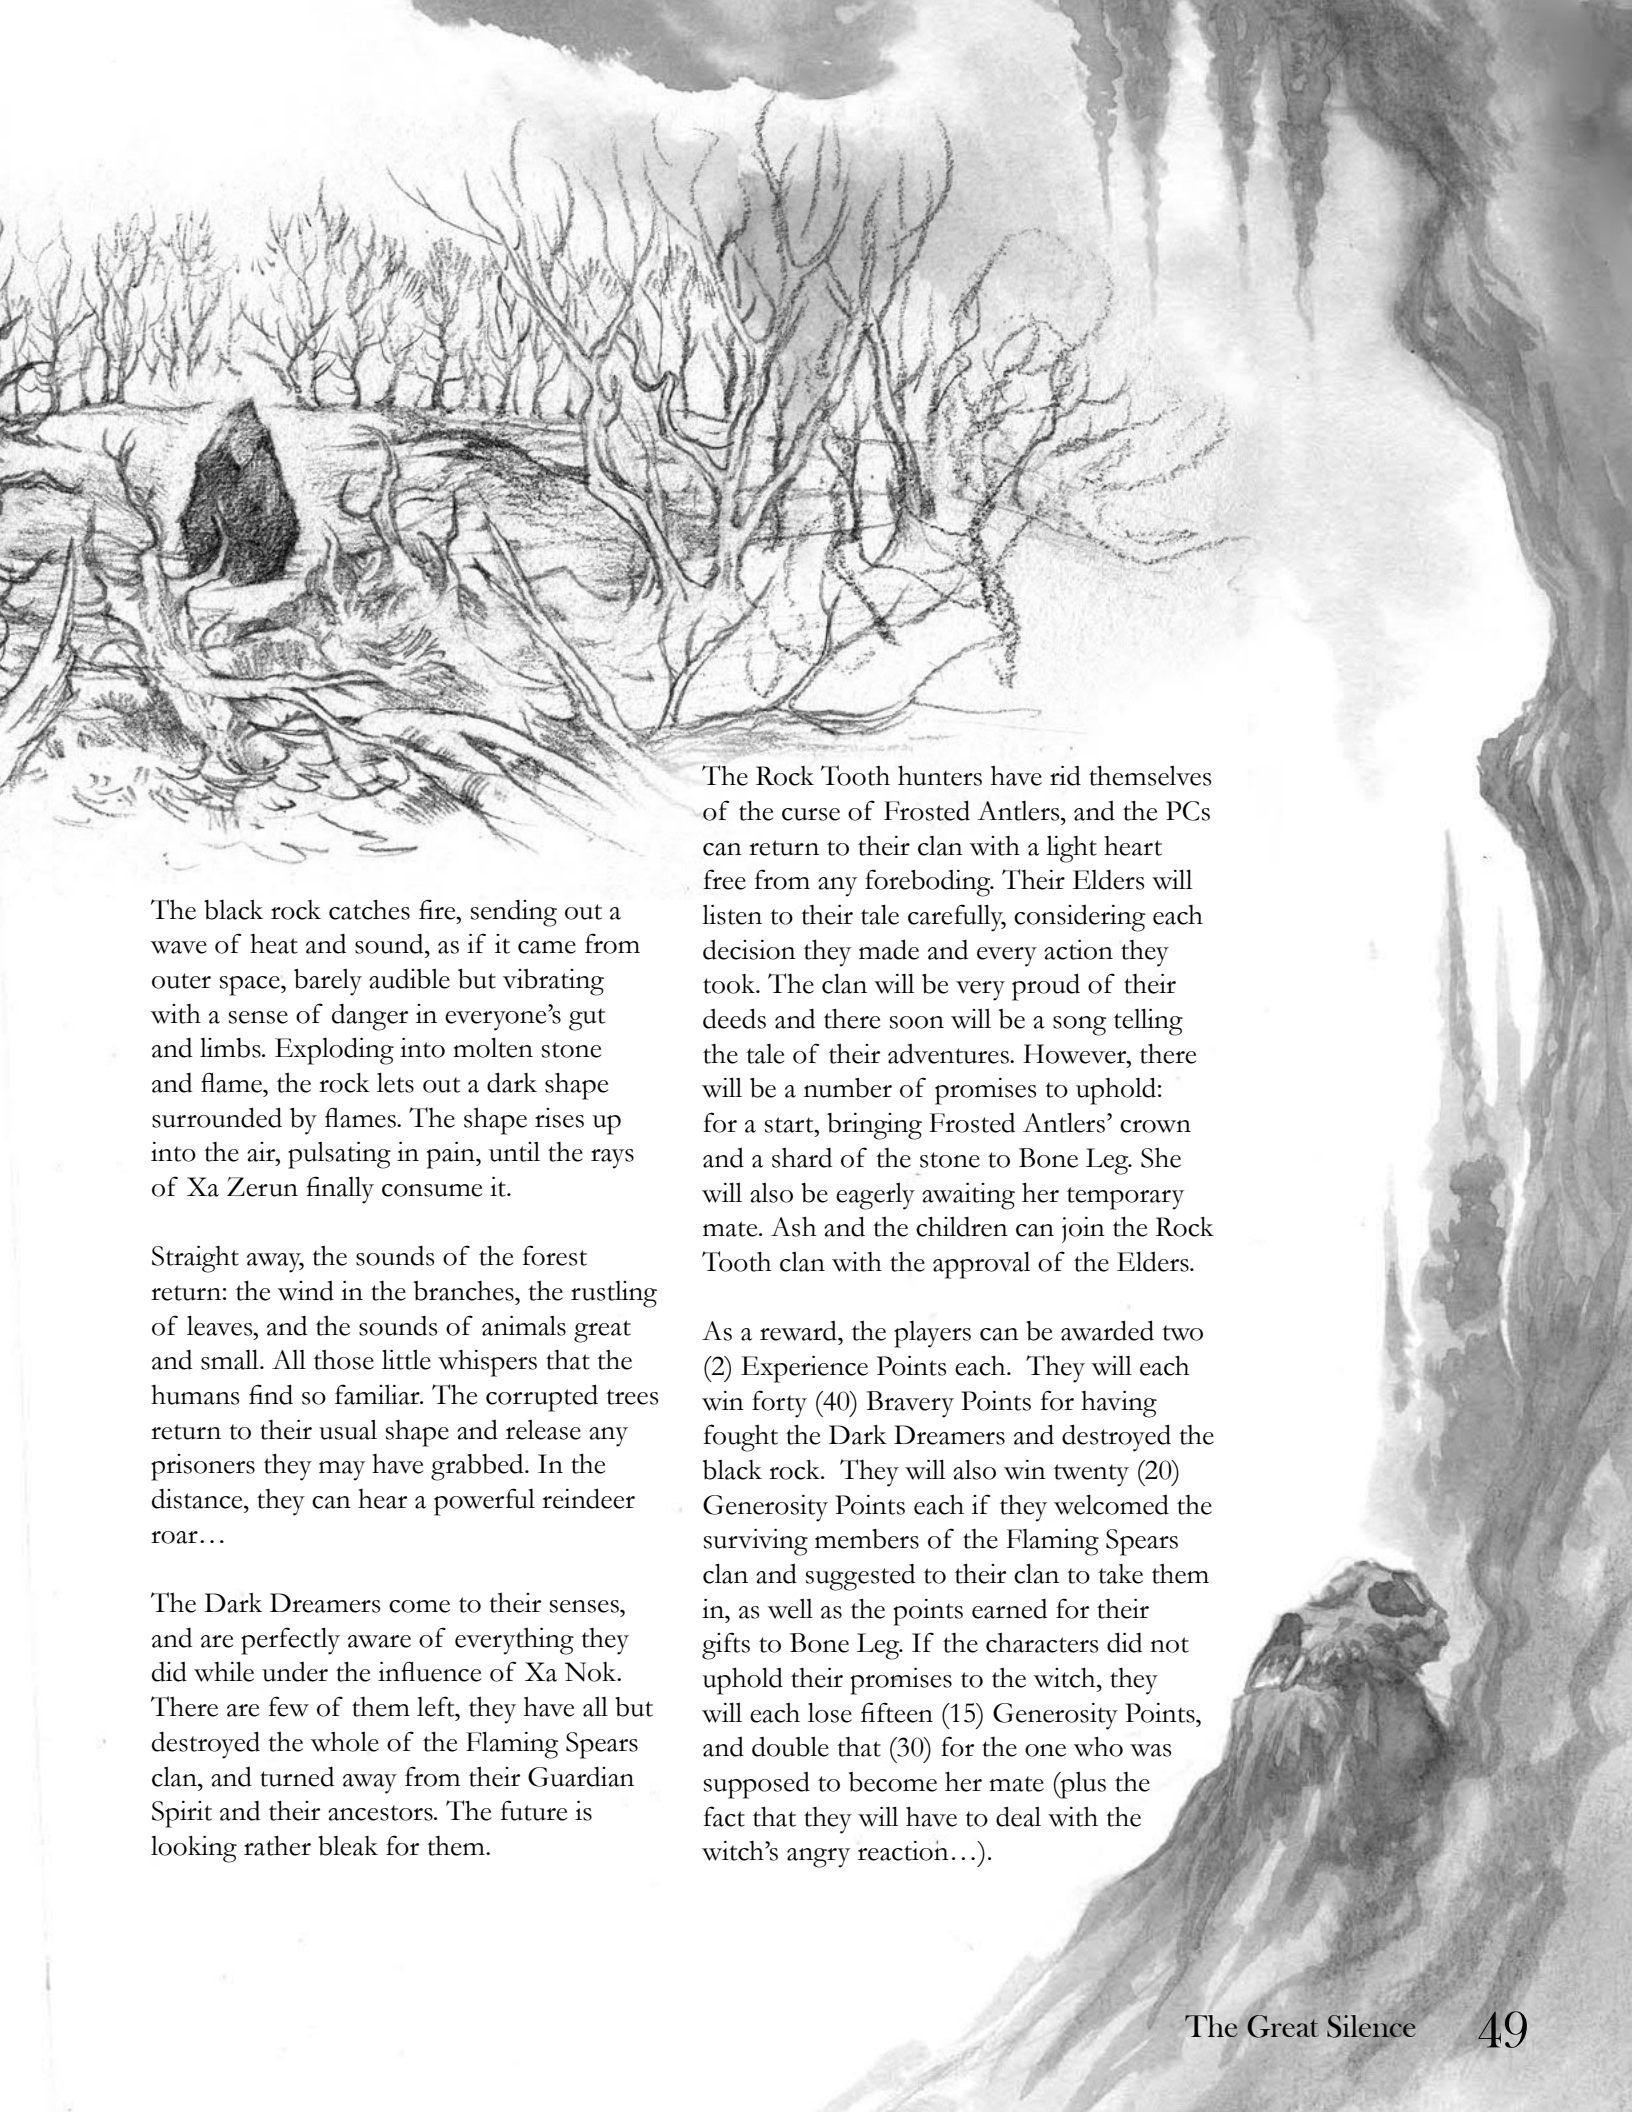 The black rock catches fire, sending out a
wave of heat and sound, as if it came from
outer space, barely audible but vibrating
with a sense of danger in everyone’s gut
and limbs. Exploding into molten stone
and flame, the rock lets out a dark shape
surrounded by flames. The shape rises up
into the air, pulsating in pain, until the rays
of Xa Zerun finally consume it.
Straight away, the sounds of the forest
return: the wind in the branches, the rustling
of leaves, and the sounds of animals great
and small. All those little whispers that the
humans find so familiar. The corrupted trees
return to their usual shape and release any
prisoners they may have grabbed. In the
distance, they can hear a powerful reindeer
roar…
The Dark Dreamers come to their senses,
and are perfectly aware of everything they
did while under the influence of Xa Nok.
There are few of them left, they have all but
destroyed the whole of the Flaming Spears
clan, and turned away from their Guardian
Spirit and their ancestors. The future is
looking rather bleak for them.
The Rock Tooth hunters have rid themselves
of the curse of Frosted Antlers, and the PCs
can return to their clan with a light heart
free from any foreboding. Their Elders will
listen to their tale carefully, considering each
decision they made and every action they
took. The clan will be very proud of their
deeds and there soon will be a song telling
the tale of their adventures. However, there
will be a number of promises to uphold:
for a start, bringing Frosted Antlers’ crown
and a shard of the stone to Bone Leg. She
will also be eagerly awaiting her temporary
mate. Ash and the children can join the Rock
Tooth clan with the approval of the Elders.
As a reward, the players can be awarded two
(2) Experience Points each.  They will each
win forty (40) Bravery Points for having
fought the Dark Dreamers and destroyed the
black rock.  They will also win twenty (20)
Generosity Points each if they welcomed the
surviving members of the Flaming Spears
clan and suggested to their clan to take them
in, as well as the points earned for their
gifts to Bone Leg. If the characters did not
uphold their promises to the witch, they
will each lose fifteen (15) Generosity Points,
and double that (30) for the one who was
supposed to become her mate (plus the
fact that they will have to deal with the
witch’s angry reaction…).
The Great Silence 49